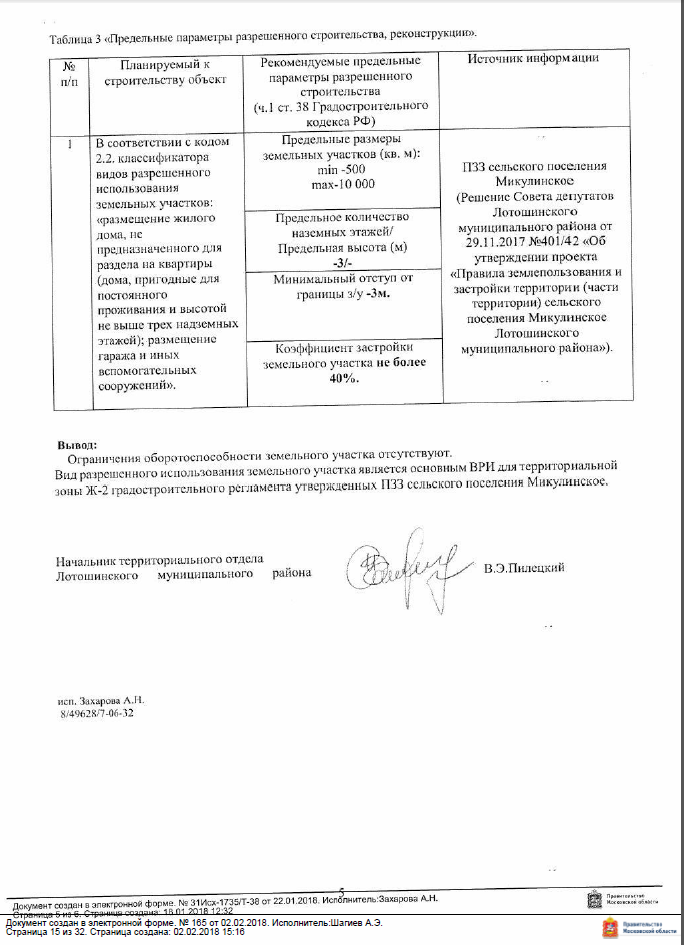 Таблица 3 «Предельные параметры разрешенного строительства, реконструкции».
№
п/п
Планируемый к
строительству объект
Рекомендуемые предельные
параметры разрешенного
строительства
(ч.1 ст. 38 Градостроительного
кодекса РФ)
Источник информации
1
В соответствии с кодом
2.2. классификатора
видов разрешенного
использования
земельных участков:
«размещение жилого
дома, не
предназначенного для
раздела на квартиры
(дома, пригодные для
постоянного
проживания и высотой
не выше трех надземных
этажей); размещение
гаража и иных
вспомогательных
сооружений».
Предельные размеры
земельных участков (кв. м):
min -500
max-10 000
Предельное количество
наземных этажей/
Предельная высота (м)
-3/-
Минимальный отступ от
границы з/у -3м.
Коэффициент застройки
земельного участка не более
40%.
ПЗЗ сельского поселения
Микулинское
(Решение Совета депутатов
Лотошинского
муниципального района от
29.11.2017 №401/42 «Об
утверждении проекта
«Правила землепользования и
застройки территории (части
территории) сельского
поселения Микулинское
Лотошинского
муниципального района»).
Вывод:
Ограничения оборотоспособности земельного участка отсутствуют.
Вид разрешенного использования земельного участка является основным ВРИ для территориальной
зоны Ж-2 градостроительного регламента утвержденных ПЗЗ сельского поселения Микулинское.
Начальник территориального отдела
Лотошинского муниципального района
В.Э.Пилецкий
исп. Захарова А.Н.
8/49628/7-06-32
5
Документ создан в электронной форме. № 31Исх-1735/Т-38 от 22.01.2018. Исполнитель:Захарова А.Н.
Страница 5 из 6. Страница создана: 18.01.2018 12:32
Правительство
Московской области
Документ создан в электронной форме. № 165 от 02.02.2018. Исполнитель:Шагиев А.Э.
Страница 15 из 32. Страница создана: 02.02.2018 15:16
Правительство
Московской области